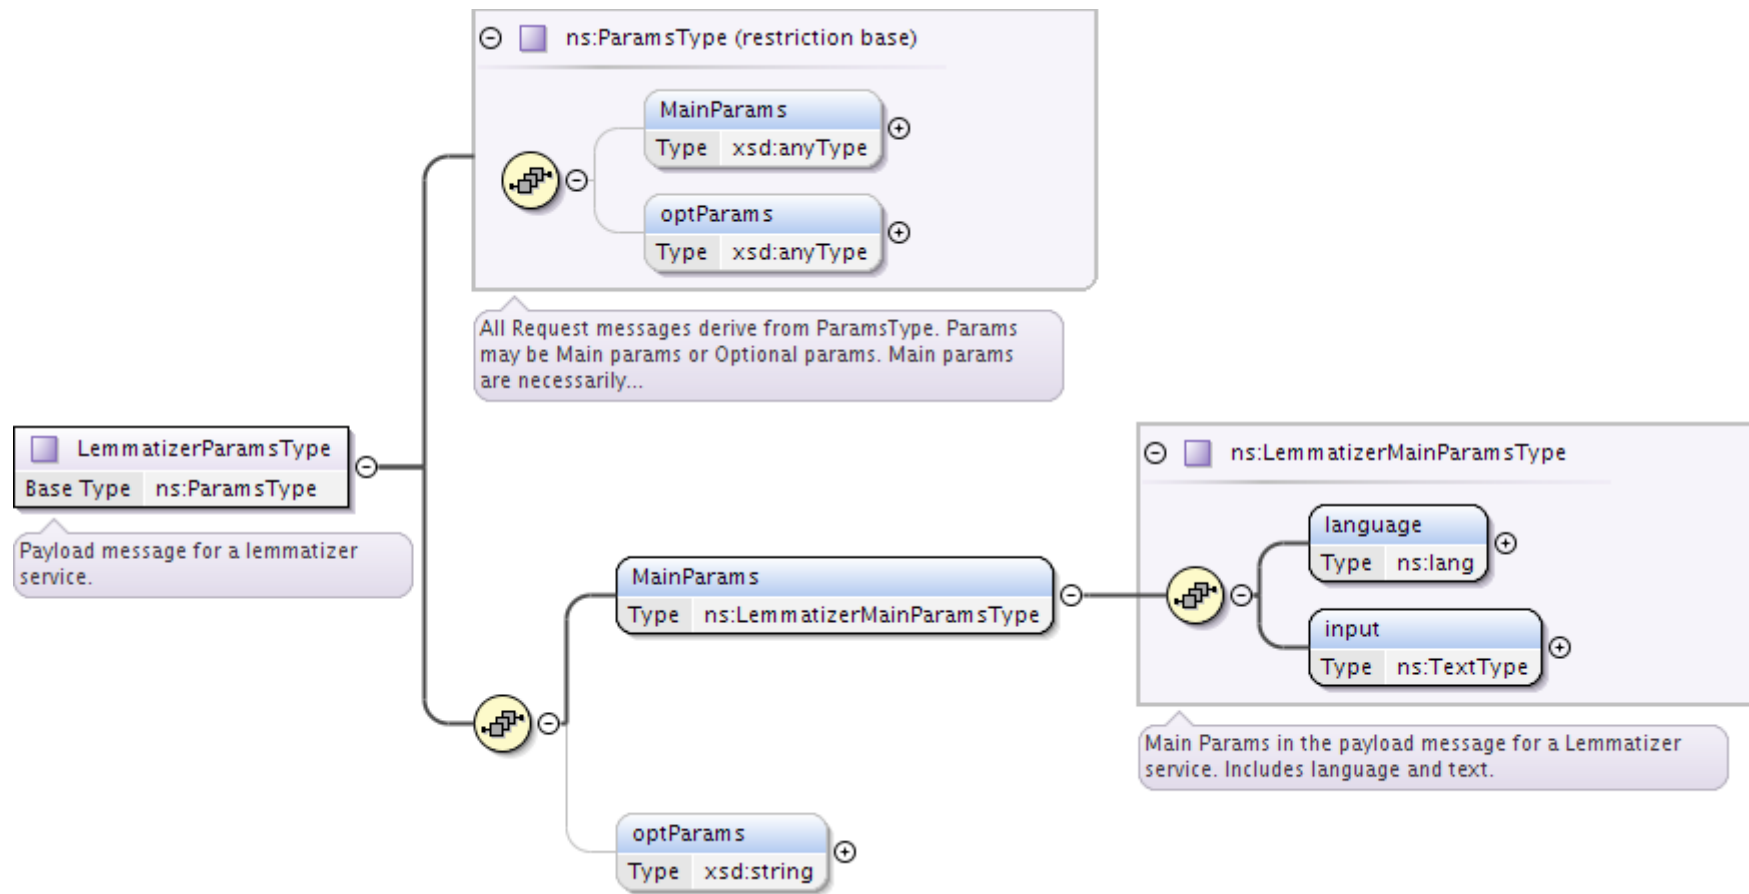 ns:ParamsType (restriction base)
MainParams
Type xsd:anyType
optParams
Type xsd:anyType
All Request messages derive from ParamsType. Params
may be Main params or Optional params. Main params
are necessarily...
LemmatizerParamsType
Base Type ns:ParamsType
Payload message for a lemmatizer
service.
MainParams
Type ns:LemmatizerMainParamsType
optParams
Type xsd:string
ns:LemmatizerMainParamsType
language
Type ns:lang
input
Type ns:TextType
Main Params in the payload message for a Lemmatizer
service. Includes language and text.